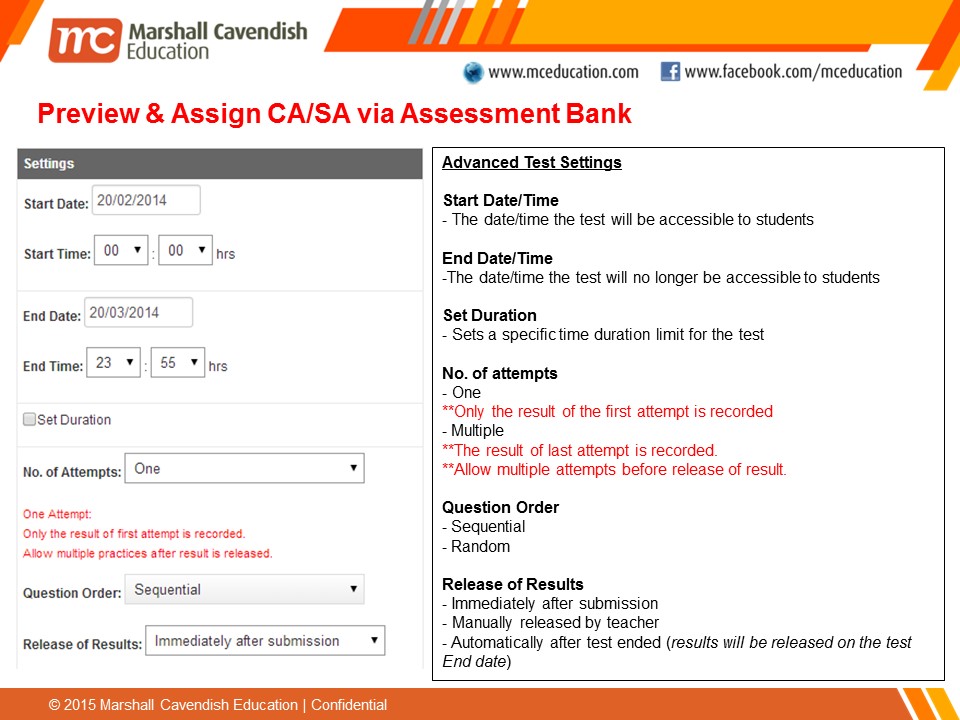 mc Marshall Cavendish
Education
www.mceducation.com
www.facebook.com/mceducation
Preview & Assign CA/SA via Assessment Bank
Settings
Start Date: 20/02/2014
Start Time: 00 : 00 hrs
End Date: 20/03/2014
End Time: 23 : 55 hrs
Set Duration
No. of Attempts: One
One Attempt:
Only the result of first attempt is recorded.
Allow multiple practices after result is released.
Question Order: Sequential
Release of Results: Immediately after submission
Advanced Test Settings
Start Date/Time
- The date/time the test will be accessible to students
End Date/Time
-The date/time the test will no longer be accessible to students
Set Duration
- Sets a specific time duration limit for the test
No. of attempts
- One
**Only the result of the first attempt is recorded
- Multiple
**The result of last attempt is recorded.
**Allow multiple attempts before release of result.
Question Order
- Sequential
- Random
Release of Results
- Immediately after submission
- Manually released by teacher
- Automatically after test ended (results will be released on the test
End date)
© 2015 Marshall Cavendish Education | Confidential